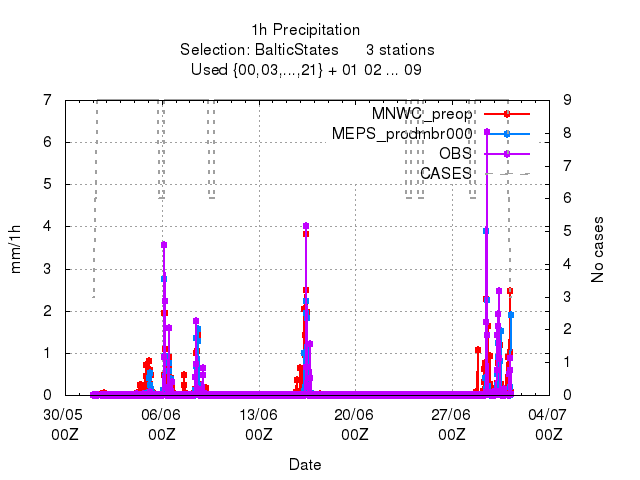 1h Precipitation
Selection: BalticStates 3 stations
Used {00,03,...,21} + 01 02 ... 09
7 9
MNWC_preop
8
6 MEPS_prodmbr000
OBS
7
5 CASES
6
4
5
mm/1h
No cases
3
4
3
2
2
1
1
0 0
30/05 06/06 13/06 20/06 27/06 04/07
00Z 00Z 00Z 00Z 00Z 00Z
Date